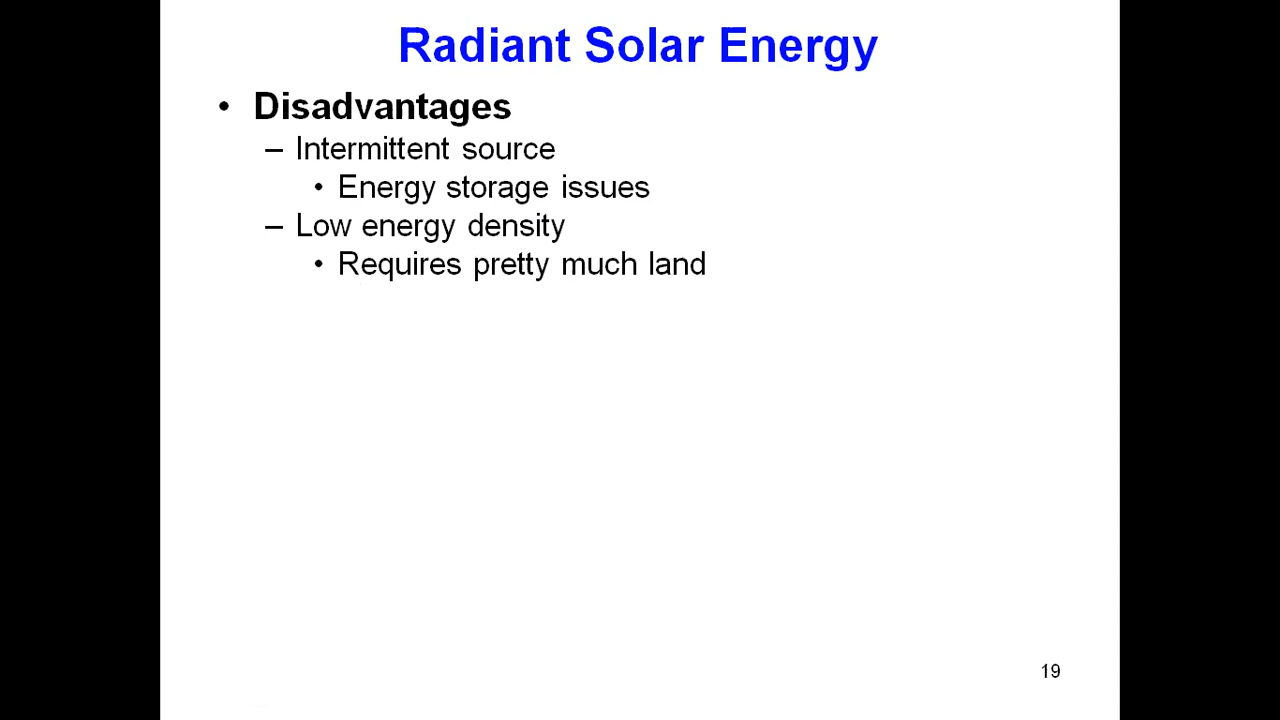 Radiant Solar Energy
• Disadvantages
– Intermittent source
• Energy storage issues
– Low energy density
• Requires pretty much land
19